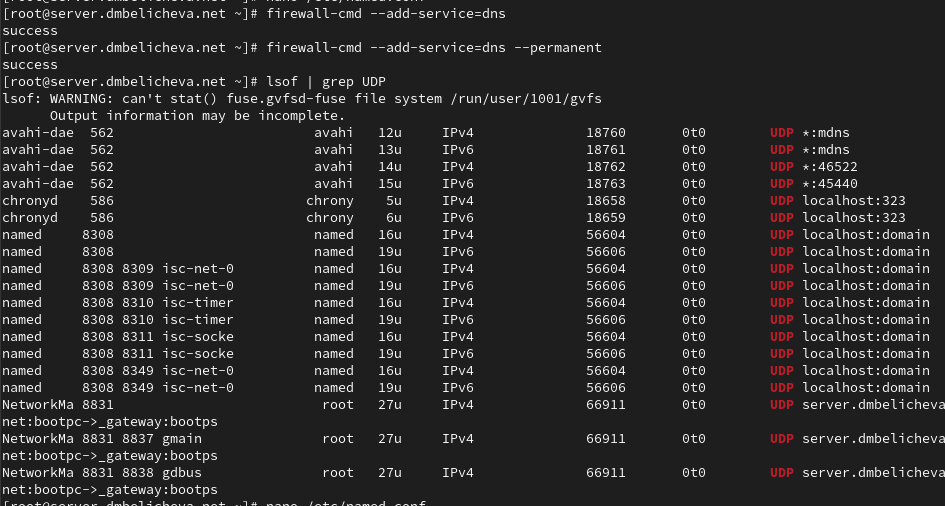 [root@server.dmbelicheva.net ~]# firewall-cmd --add-service=dns
success
[root@server.dmbelicheva.net ~]# firewall-cmd --add-service=dns --permanent
success
[root@server.dmbelicheva.net ~]# lsof | grep UDP
lsof: WARNING: can't stat() fuse.gvfsd-fuse file system /run/user/1001/gvfs
      Output information may be incomplete.
avahi-dae  562                         avahi   12u     IPv4              18760       0t0        UDP *:mdns
avahi-dae  562                         avahi   13u     IPv6              18761       0t0        UDP *:mdns
avahi-dae  562                         avahi   14u     IPv4              18762       0t0        UDP *:46522
avahi-dae  562                         avahi   15u     IPv6              18763       0t0        UDP *:45440
chronyd    586                        chrony    5u     IPv4              18658       0t0        UDP localhost:323
chronyd    586                        chrony    6u     IPv6              18659       0t0        UDP localhost:323
named     8308                         named   16u     IPv4              56604       0t0        UDP localhost:domain
named     8308                         named   19u     IPv6              56606       0t0        UDP localhost:domain
named     8308 8309 isc-net-0          named   16u     IPv4              56604       0t0        UDP localhost:domain
named     8308 8309 isc-net-0          named   19u     IPv6              56606       0t0        UDP localhost:domain
named     8308 8310 isc-timer          named   16u     IPv4              56604       0t0        UDP localhost:domain
named     8308 8310 isc-timer          named   19u     IPv6              56606       0t0        UDP localhost:domain
named     8308 8311 isc-socke          named   16u     IPv4              56604       0t0        UDP localhost:domain
named     8308 8311 isc-socke          named   19u     IPv6              56606       0t0        UDP localhost:domain
named     8308 8349 isc-net-0          named   16u     IPv4              56604       0t0        UDP localhost:domain
named     8308 8349 isc-net-0          named   19u     IPv6              56606       0t0        UDP localhost:domain
NetworkMa 8831                          root   27u     IPv4              66911       0t0        UDP server.dmbelicheva
net:bootpc->_gateway:bootps
NetworkMa 8831 8837 gmain               root   27u     IPv4              66911       0t0        UDP server.dmbelicheva
net:bootpc->_gateway:bootps
NetworkMa 8831 8838 gdbus               root   27u     IPv4              66911       0t0        UDP server.dmbelicheva
net:bootpc->_gateway:bootps
[root@server.dmbelicheva.net ~]# nano /etc/named.conf